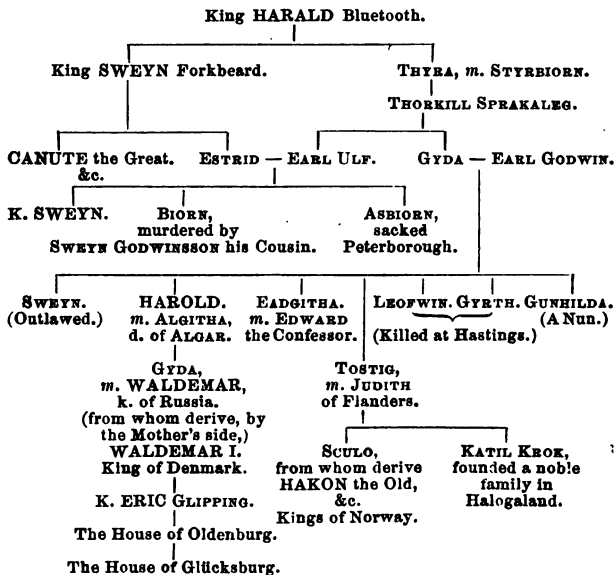 King HARALD Bluetooth.
King SWEYN Forkbeard.
THYRA, m. STYRBIORN.
THORKILL SPRAKALEG.
CANUTE the Great.
&c.
ESTRID — EARL ULF.
GYDA — EARL GODWIN.
K. SWEYN.
BIORN,
murdered by
SWEYN GODWINSSON his Cousin.
ASBIORN,
sacked
Peterborough.
SWEYN.
(Outlawed.)
HAROLD.
m. ALGITHA,
d. of ALGAR.
EADGITHA.
m. EDWARD
the Confessor.
LEOFWIN. GYRTH.
(Killed at Hastings.)
GUNHILDA.
(A Nun.)
GYDA,
m. WALDEMAR,
k. of Russia.
(from whom derive, by
the Mother's side,)
WALDEMAR I.
King of Denmark.
K. ERIC GLIPPING.
The House of Oldenburg.
The House of Glücksburg.
TOSTIG,
m. JUDITH
of Flanders.
SCULO,
from whom derive
HAKON the Old,
&c.
Kings of Norway.
KATIL KROK,
founded a noble
family in
Halogaland.